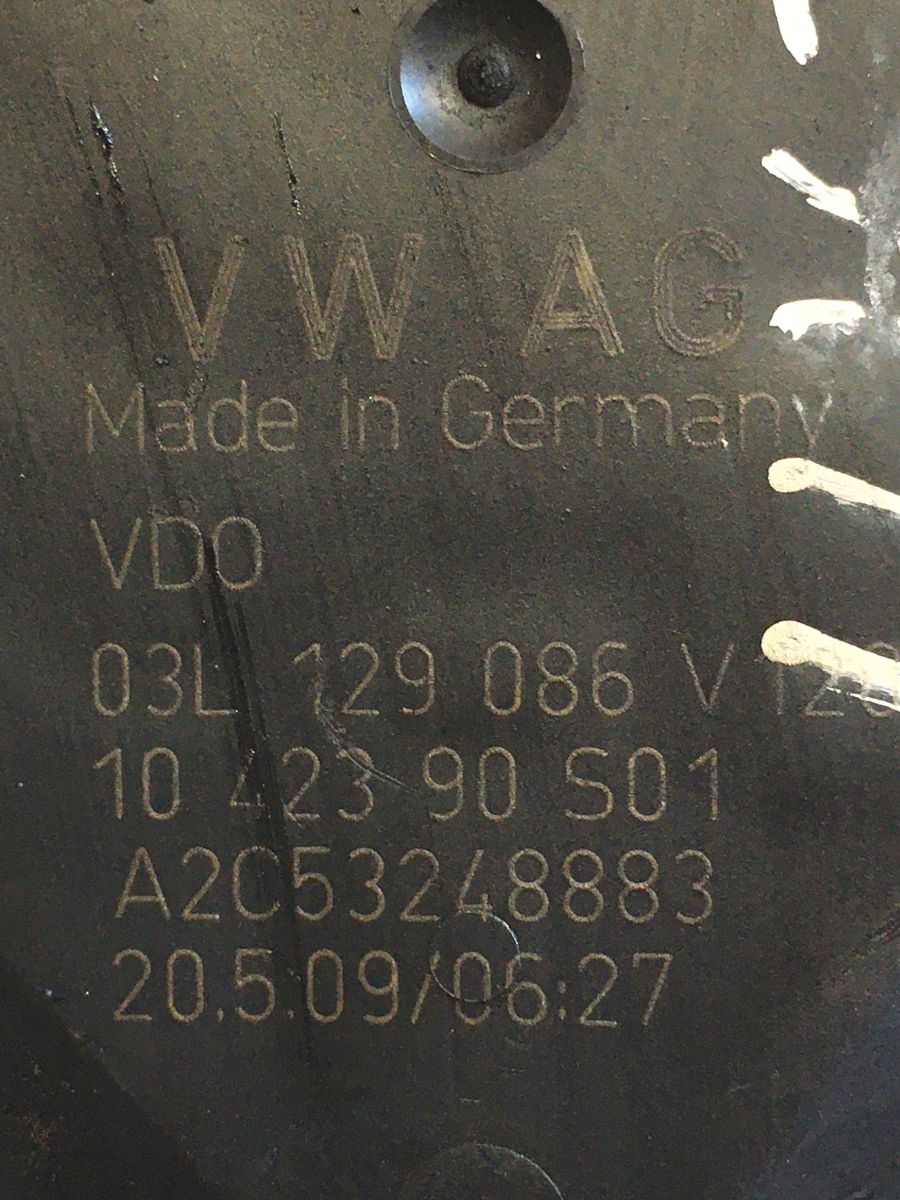 VW AG
Made in Germany
VDO
03L 129 086 V
10 423 90 S01
A2C53248883
20.5.09/06:27